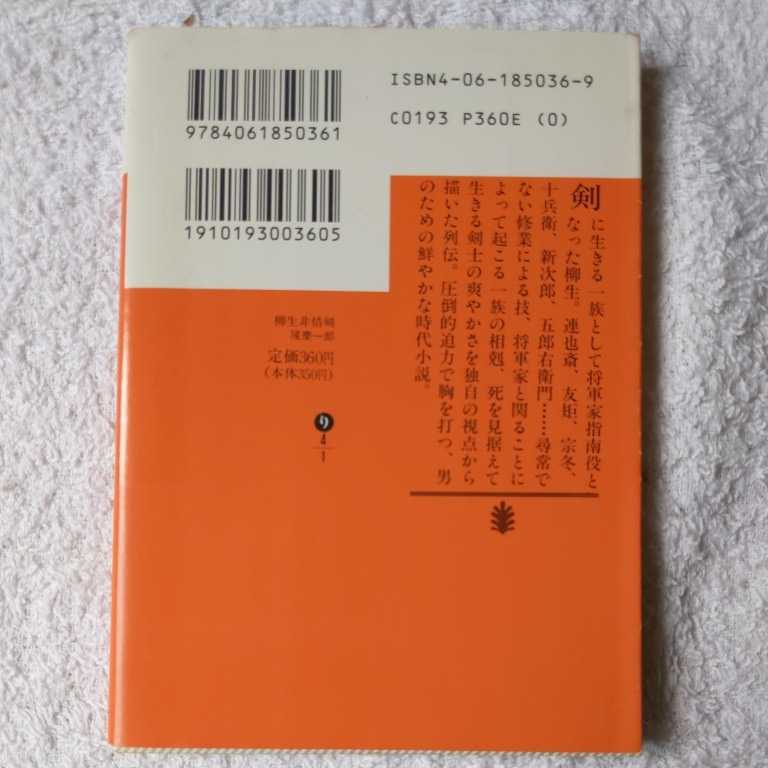 ISBN4-06-185036-9
C0193 P360E (0)
9784061850361
1910193003605
剣に生きる一族として将軍家指南役と
なった柳生。連也斎、友矩、宗冬、
十兵衛、新次郎、五郎右衛門……尋常で
ない修業による技、将軍家と関ることに
よって起こる一族の相剋、死を見据えて
生きる剣士の爽やかさを独自の視点から
描いた列伝。圧倒的迫力で胸を打つ、男
のための鮮やかな時代小説。
柳生非情剣
隆慶一郎
定価360円
(本体350円)
り
4
1